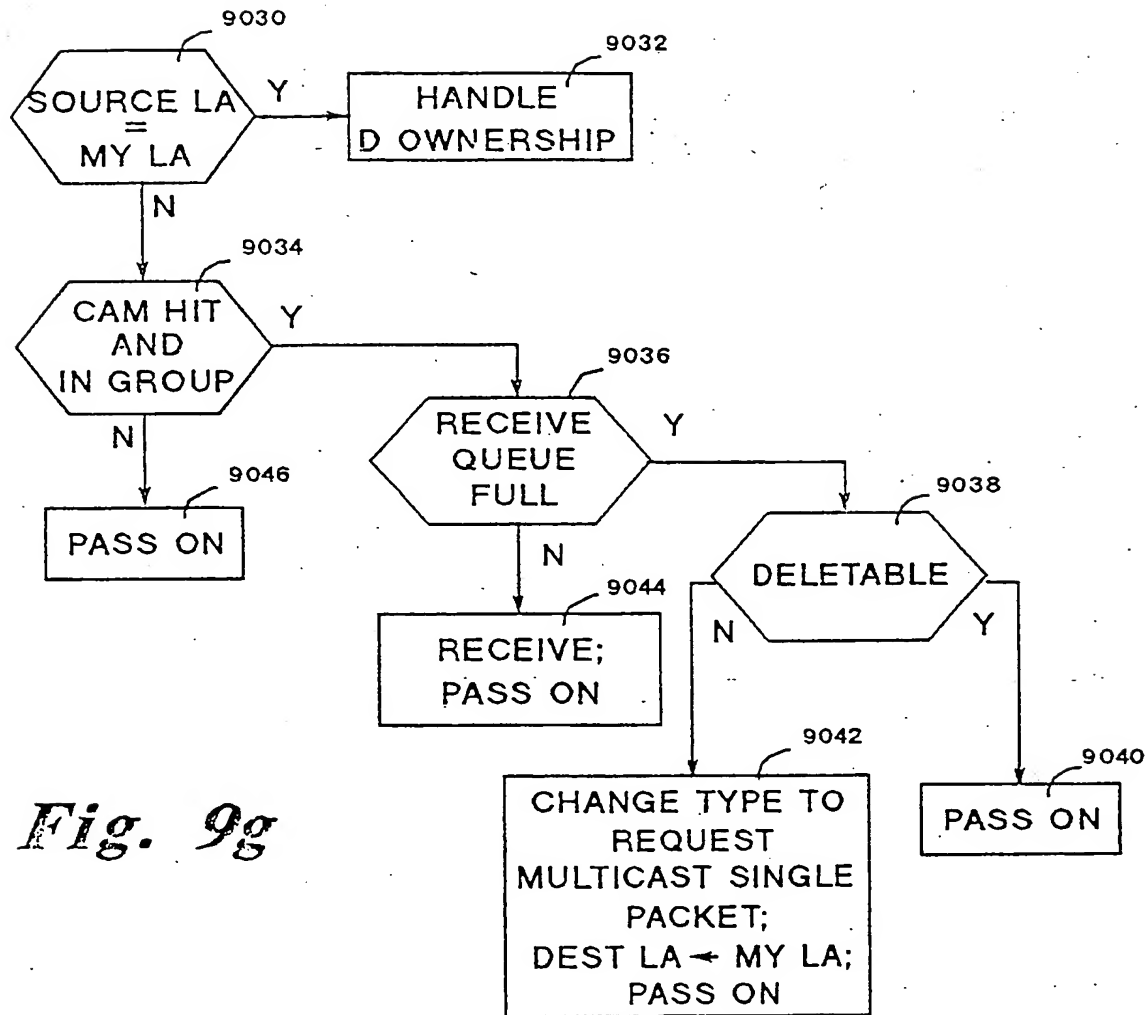 9030
SOURCE LA
=
MY LA
Y
9032
HANDLE
D OWNERSHIP
N
9034
CAM HIT
AND
IN GROUP
Y
N
9046
PASS ON
9036
RECEIVE
QUEUE
FULL
Y
N
9044
RECEIVE;
PASS ON
9038
DELETABLE
N
Y
9042
CHANGE TYPE TO
REQUEST
MULTICAST SINGLE
PACKET;
DEST LA ← MY LA;
PASS ON
9040
PASS ON
Fig. 9g